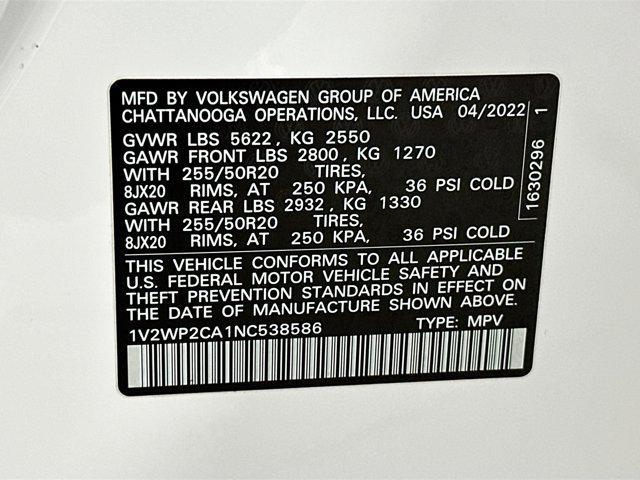 MFD BY VOLKSWAGEN GROUP OF AMERICA
CHATTANOOGA OPERATIONS, LLC. USA 04/2022
GVWR LBS 5622, KG 2550
GAWR FRONT LBS 2800, KG 1270
WITH 255/50R20 TIRES,
8JX20 RIMS, AT 250 KPA, 36 PSI COLD
GAWR REAR LBS 2932, KG 1330
WITH 255/50R20 TIRES,
8JX20 RIMS, AT 250 KPA, 36 PSI COLD
THIS VEHICLE CONFORMS TO ALL APPLICABLE
U.S. FEDERAL MOTOR VEHICLE SAFETY AND
THEFT PREVENTION STANDARDS IN EFFECT ON
THE DATE OF MANUFACTURE SHOWN ABOVE.
1V2WP2CA1NC538586 TYPE: MPV
1630296 1